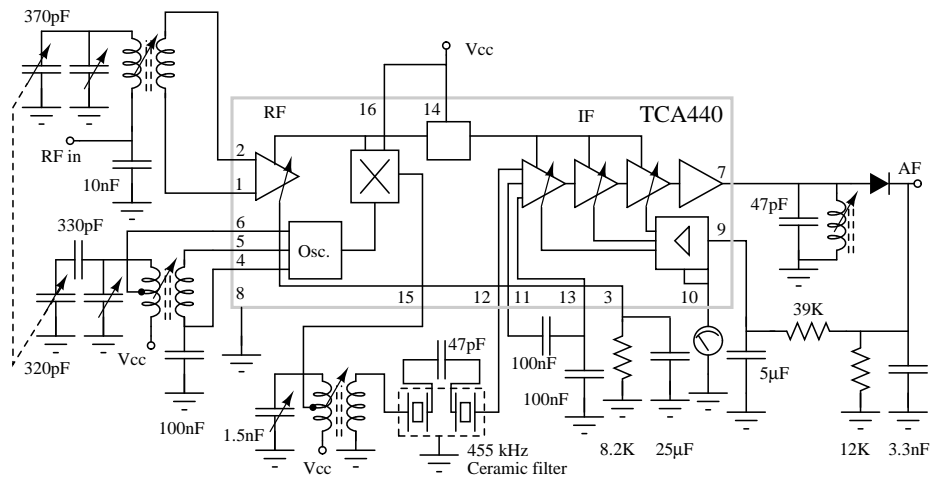 370pF
Vcc
RF
16
14
IF
TCA440
RF in
2
7
AF
10nF
1
47pF
330pF
6
9
5
Osc.
4
8
15
12
11
13
3
10
39K
320pF
Vcc
47pF
100nF
5µF
100nF
1.5nF
100nF
Vcc
455 kHz
Ceramic filter
8.2K
25µF
12K
3.3nF